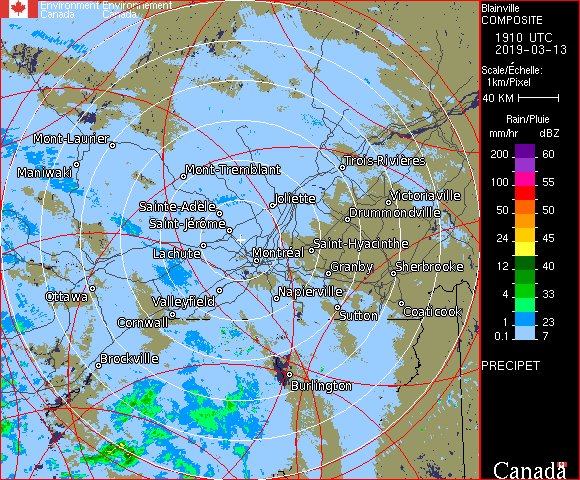 Environment Environnement
Canada Canada
Blainville
COMPOSITE
1910 UTC
2019-03-13
Scale/Échelle:
1km/Pixel
40 KM
Rain/Pluie
mm/hr dBZ
200 60
100 55
50 50
24 45
12 40
4 33
1 23
0.1 7
PRECIPET
Canada
Mont-Laurier
Maniwaki
Mont-Tremblant
Trois-Rivières
Sainte-Adèle
Joliette
Victoriaville
Drummondville
Saint-Jérôme
Lachute
Montréal
Saint-Hyacinthe
Granby
Sherbrooke
Ottawa
Valleyfield
Napierville
Cornwall
Sutton
Coaticook
Brockville
Burlington